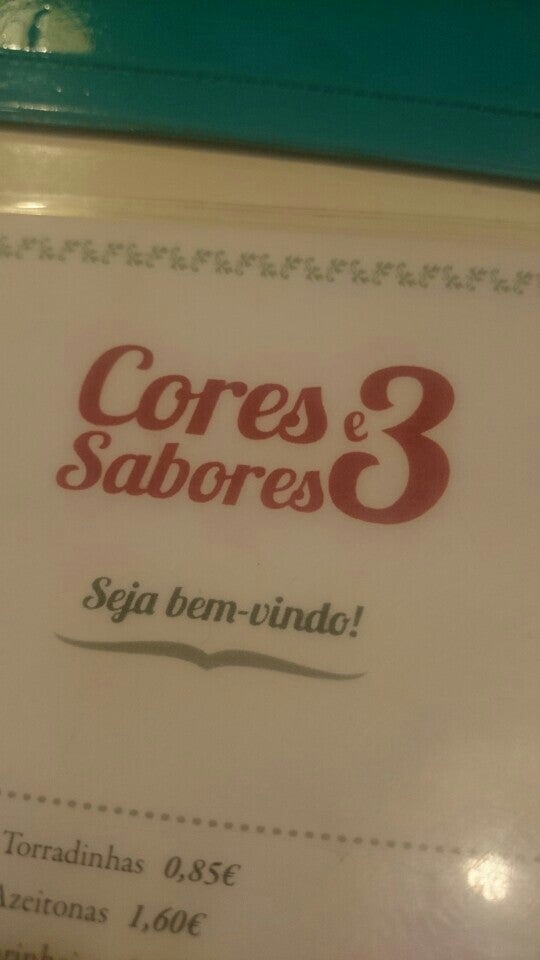 Cores e 3
Sabores
Seja bem-vindo!
Torradinhas 0,85€
Azeitonas 1,60€